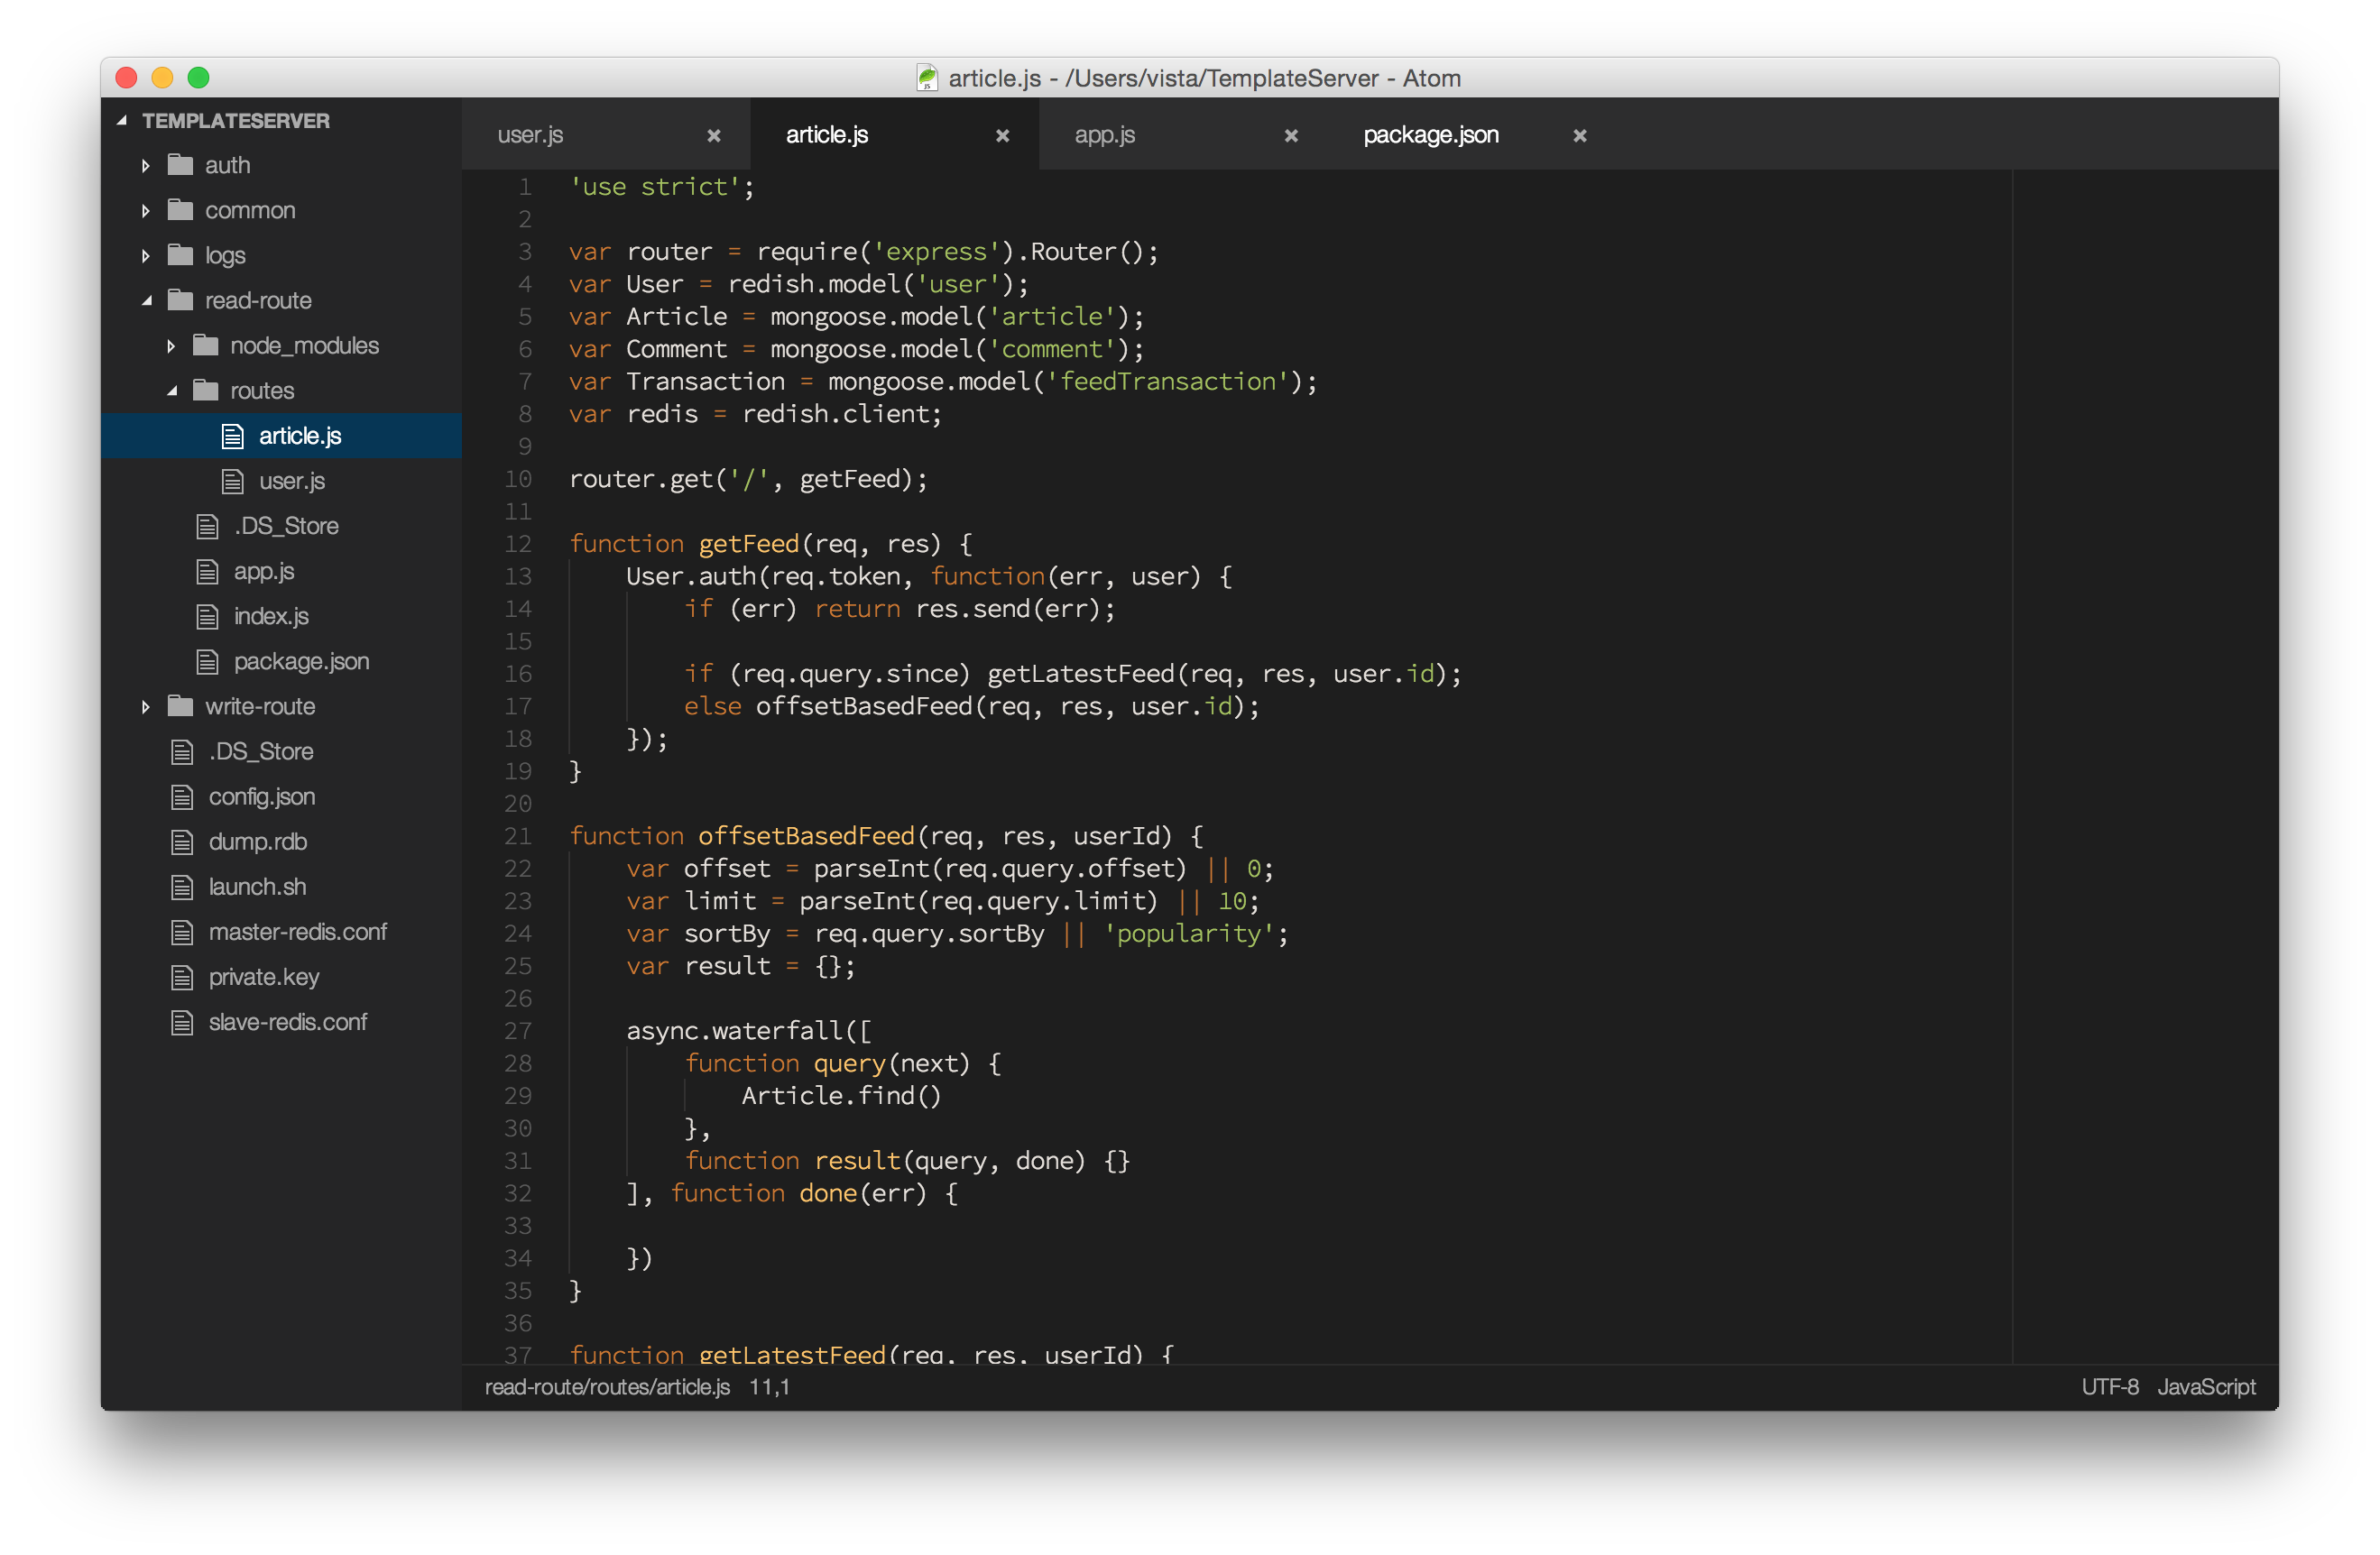 article.js - /Users/vista/TemplateServer - Atom
TEMPLATESERVER
auth
common
logs
read-route
node_modules
routes
article.js
user.js
.DS_Store
app.js
index.js
package.json
write-route
.DS_Store
config.json
dump.rdb
launch.sh
master-redis.conf
private.key
slave-redis.conf
user.js article.js app.js package.json
1 'use strict';
2
3 var router = require('express').Router();
4 var User = redish.model('user');
5 var Article = mongoose.model('article');
6 var Comment = mongoose.model('comment');
7 var Transaction = mongoose.model('feedTransaction');
8 var redis = redish.client;
9
10 router.get('/', getFeed);
11
12 function getFeed(req, res) {
13     User.auth(req.token, function(err, user) {
14         if (err) return res.send(err);
15
16         if (req.query.since) getLatestFeed(req, res, user.id);
17         else offsetBasedFeed(req, res, user.id);
18     });
19 }
20
21 function offsetBasedFeed(req, res, userId) {
22     var offset = parseInt(req.query.offset) || 0;
23     var limit = parseInt(req.query.limit) || 10;
24     var sortBy = req.query.sortBy || 'popularity';
25     var result = {};
26
27     async.waterfall([
28         function query(next) {
29             Article.find()
30         },
31         function result(query, done) {}
32     ], function done(err) {
33
34     })
35 }
36
37 function getLatestFeed(req, res, userId) {
read-route/routes/article.js 11,1
UTF-8 JavaScript